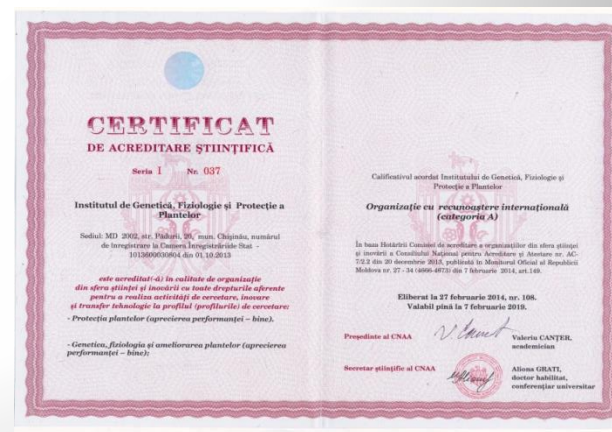 CERTIFICAT
DE ACREDITARE ŞTIINŢIFICĂ
Seria I Nr. 037
Institutul de Genetică, Fiziologie şi Protecţie a
Plantelor
Sediul: MD 2002, str. Pădurii, 20, mun. Chişinău, numărul
de înregistrare la Camera Înregistrării de Stat -
1013600030804 din 01.10.2013
este acreditat(-ă) în calitate de organizaţie
din sfera ştiinţei şi inovării cu toate drepturile aferente
pentru a realiza activităţi de cercetare, inovare
şi transfer tehnologic la profilul (profilurile) de cercetare:
- Protecţia plantelor (aprecierea performanţei – bine).
- Genetica, fiziologia şi ameliorarea plantelor (aprecierea
performanţei – bine);
Calificativul acordat Institutului de Genetică, Fiziologie şi
Protecţie a Plantelor
Organizaţie cu recunoaştere internaţională
(categoria A)
În baza Hotărîrii Comisiei de acreditare a organizaţiilor din sfera ştiinţei
şi inovării a Consiliului Naţional pentru Acreditare şi Atestare nr. AC-
7/2.2 din 20 decembrie 2013, publicată în Monitorul Oficial al Republicii
Moldova nr. 27 - 34 (4866-4873) din 7 februarie 2014, art.149.
Eliberat la 27 februarie 2014, nr. 108.
Valabil pînă la 7 februarie 2019.
Preşedinte al CNAA
Valeriu CANŢER,
academician
Secretar ştiinţific al CNAA
Aliona GRATI,
doctor habilitat,
conferenţiar universitar